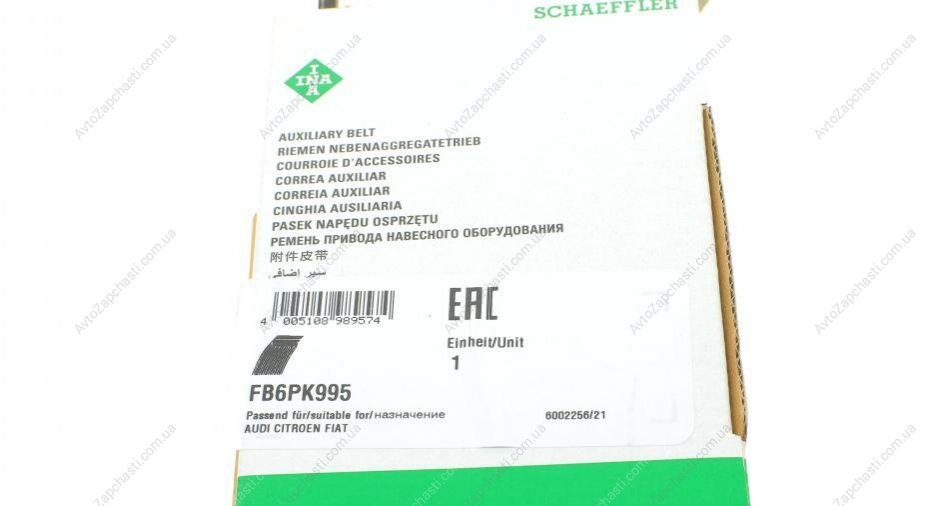 SCHAEFFLER
INA
INA
AUXILIARY BELT
RIEMEN NEBENAGGREGATETRIEB
COURROIE D'ACCESSOIRES
CORREA AUXILIAR
CORREIA AUXILIAR
CINGHIA AUSILIARIA
PASEK NAPĘDU OSPRZĘTU
РЕМЕНЬ ПРИВОДА НАВЕСНОГО ОБОРУДОВАНИЯ
附件皮带
سير إضافي
4 005108 989574
EAC
Einheit/Unit
1
FB6PK995
Passend für/suitable for/назначение
6002256/21
AUDI CITROEN FIAT
AvtoZapchasti.com.ua